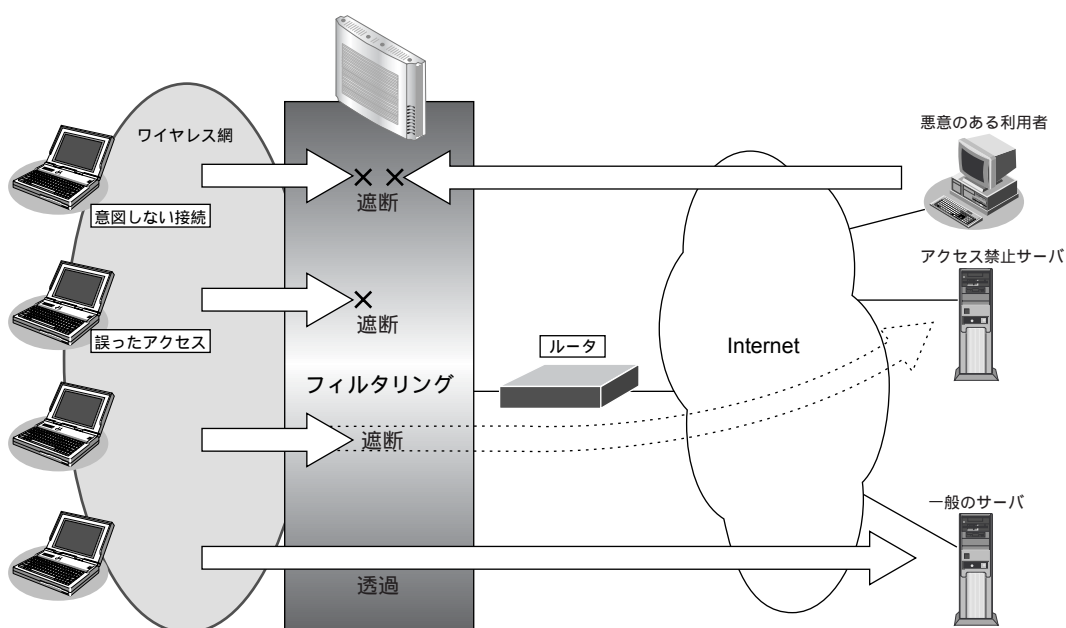 悪意のある利用者
ワイヤレス網
遮断
意図しない接続
アクセス禁止サーバ
遮断
誤ったアクセス
ルータ
Internet
フィルタリング
遮断
一般のサーバ
透過